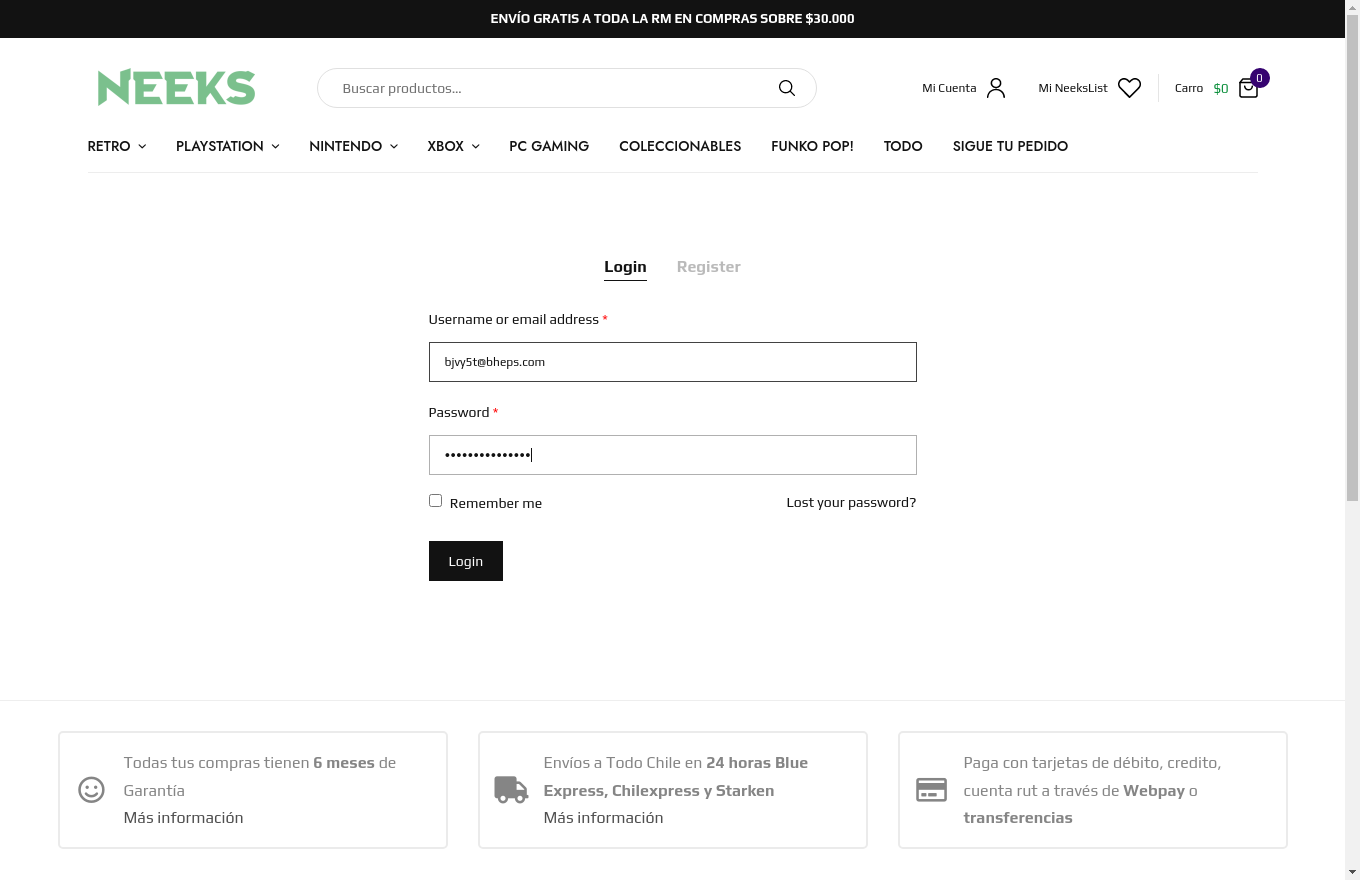 ENVÍO GRATIS A TODA LA RM EN COMPRAS SOBRE $30.000
NEEKS
Buscar productos...
Mi Cuenta
Mi NeeksList
Carro $0
0
RETRO PLAYSTATION NINTENDO XBOX PC GAMING COLECCIONABLES FUNKO POP! TODO SIGUE TU PEDIDO
Login Register
Username or email address *
bjvy5t@bheps.com
Password *
•••••••••••••••
Remember me
Lost your password?
Login
Todas tus compras tienen 6 meses de
Garantía
Más información
Envíos a Todo Chile en 24 horas Blue
Express, Chilexpress y Starken
Más información
Paga con tarjetas de débito, credito,
cuenta rut a través de Webpay o
transferencias